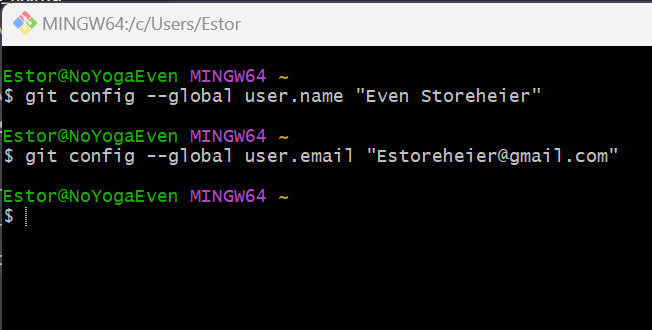 MINGW64:/c/Users/Estor
Estor@NoYogaEven MINGW64 ~
$ git config --global user.name "Even Storeheier"
Estor@NoYogaEven MINGW64 ~
$ git config --global user.email "Estoreheier@gmail.com"
Estor@NoYogaEven MINGW64 ~
$